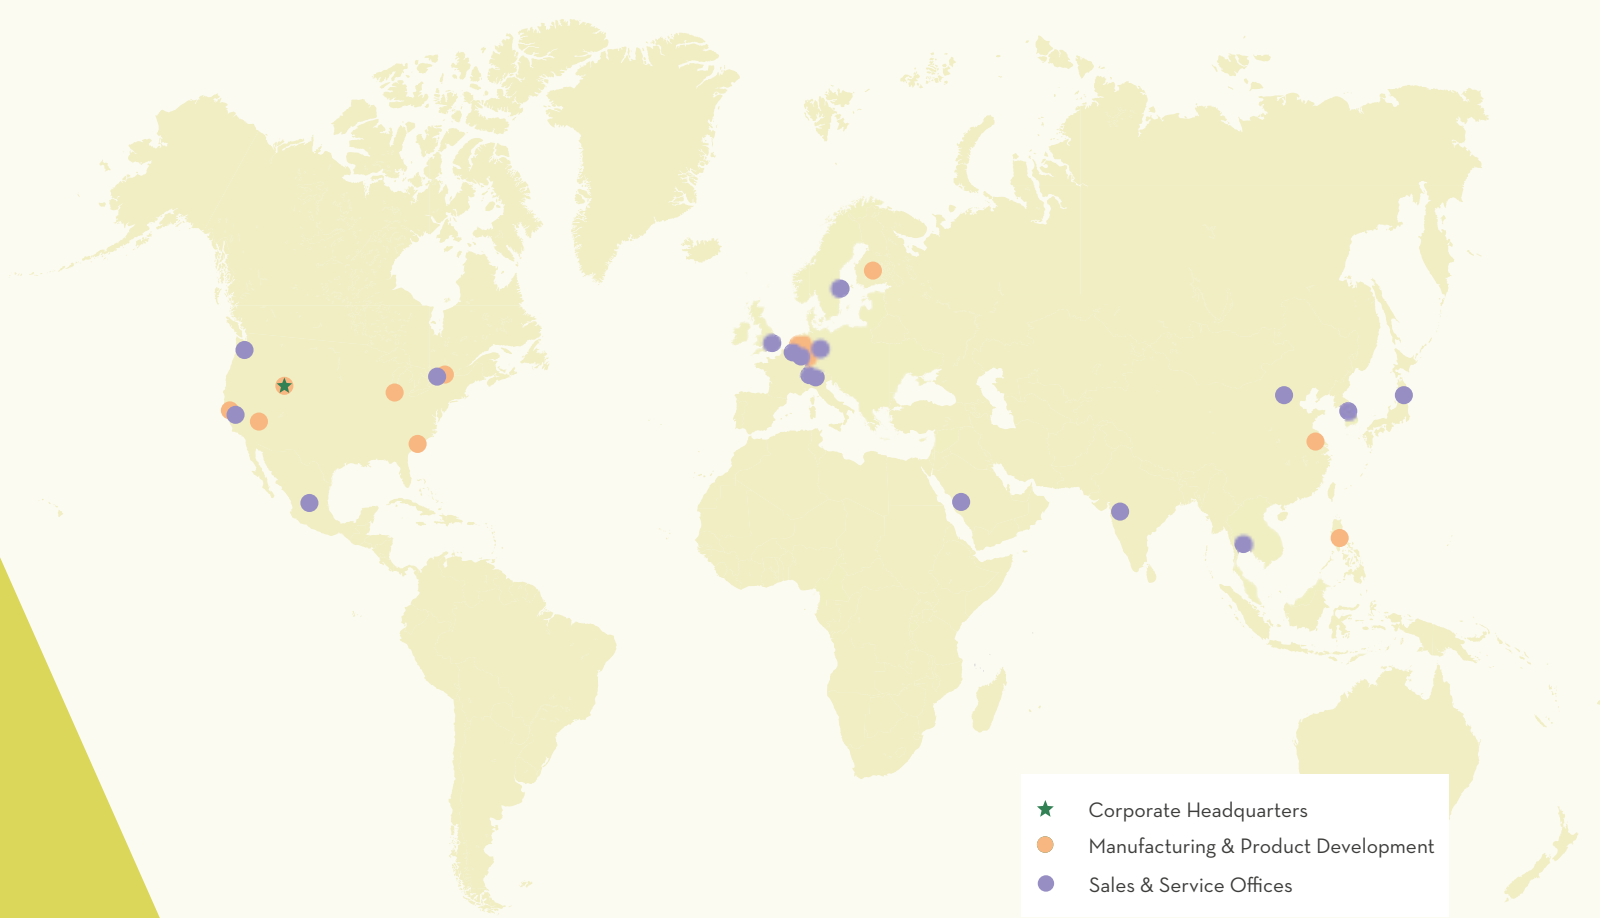 Corporate Headquarters
Manufacturing & Product Development
Sales & Service Offices